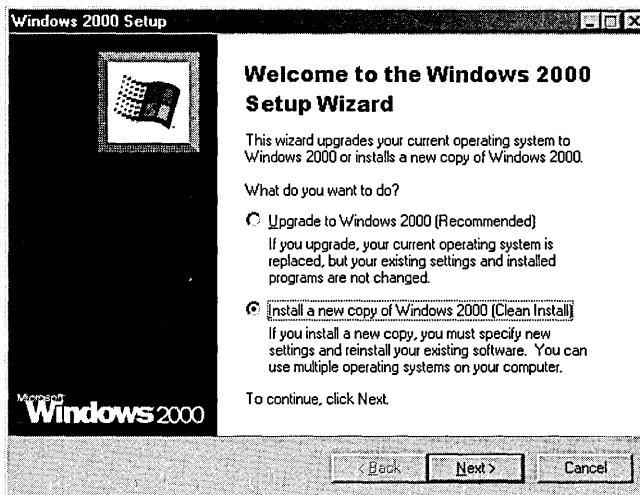 Windows 2000 Setup
Welcome to the Windows 2000
Setup Wizard
This wizard upgrades your current operating system to
Windows 2000 or installs a new copy of Windows 2000.
What do you want to do?
Upgrade to Windows 2000 (Recommended)
If you upgrade, your current operating system is
replaced, but your existing settings and installed
programs are not changed.
Install a new copy of Windows 2000 (Clean Install)
If you install a new copy, you must specify new
settings and reinstall your existing software. You can
use multiple operating systems on your computer.
To continue, click Next.
Microsoft
Windows 2000
< Back
Next >
Cancel